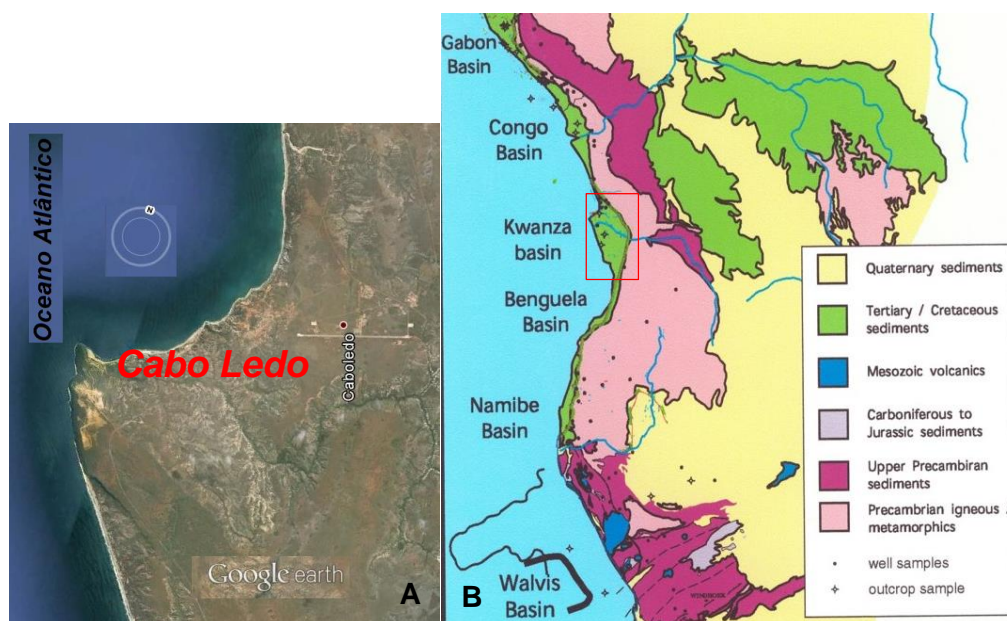 Oceano Atlântico
N
Cabo Ledo
Caboledo
Google earth
A
Gabon
Basin
Congo
Basin
Kwanza
basin
Benguela
Basin
Namibe
Basin
Walvis
Basin
B
Quaternary sediments
Tertiary / Cretaceous
sediments
Mesozoic volcanics
Carboniferous to
Jurassic sediments
Upper Precambiran
sediments
Precambrian igneous /
metamorphics
well samples
outcrop sample